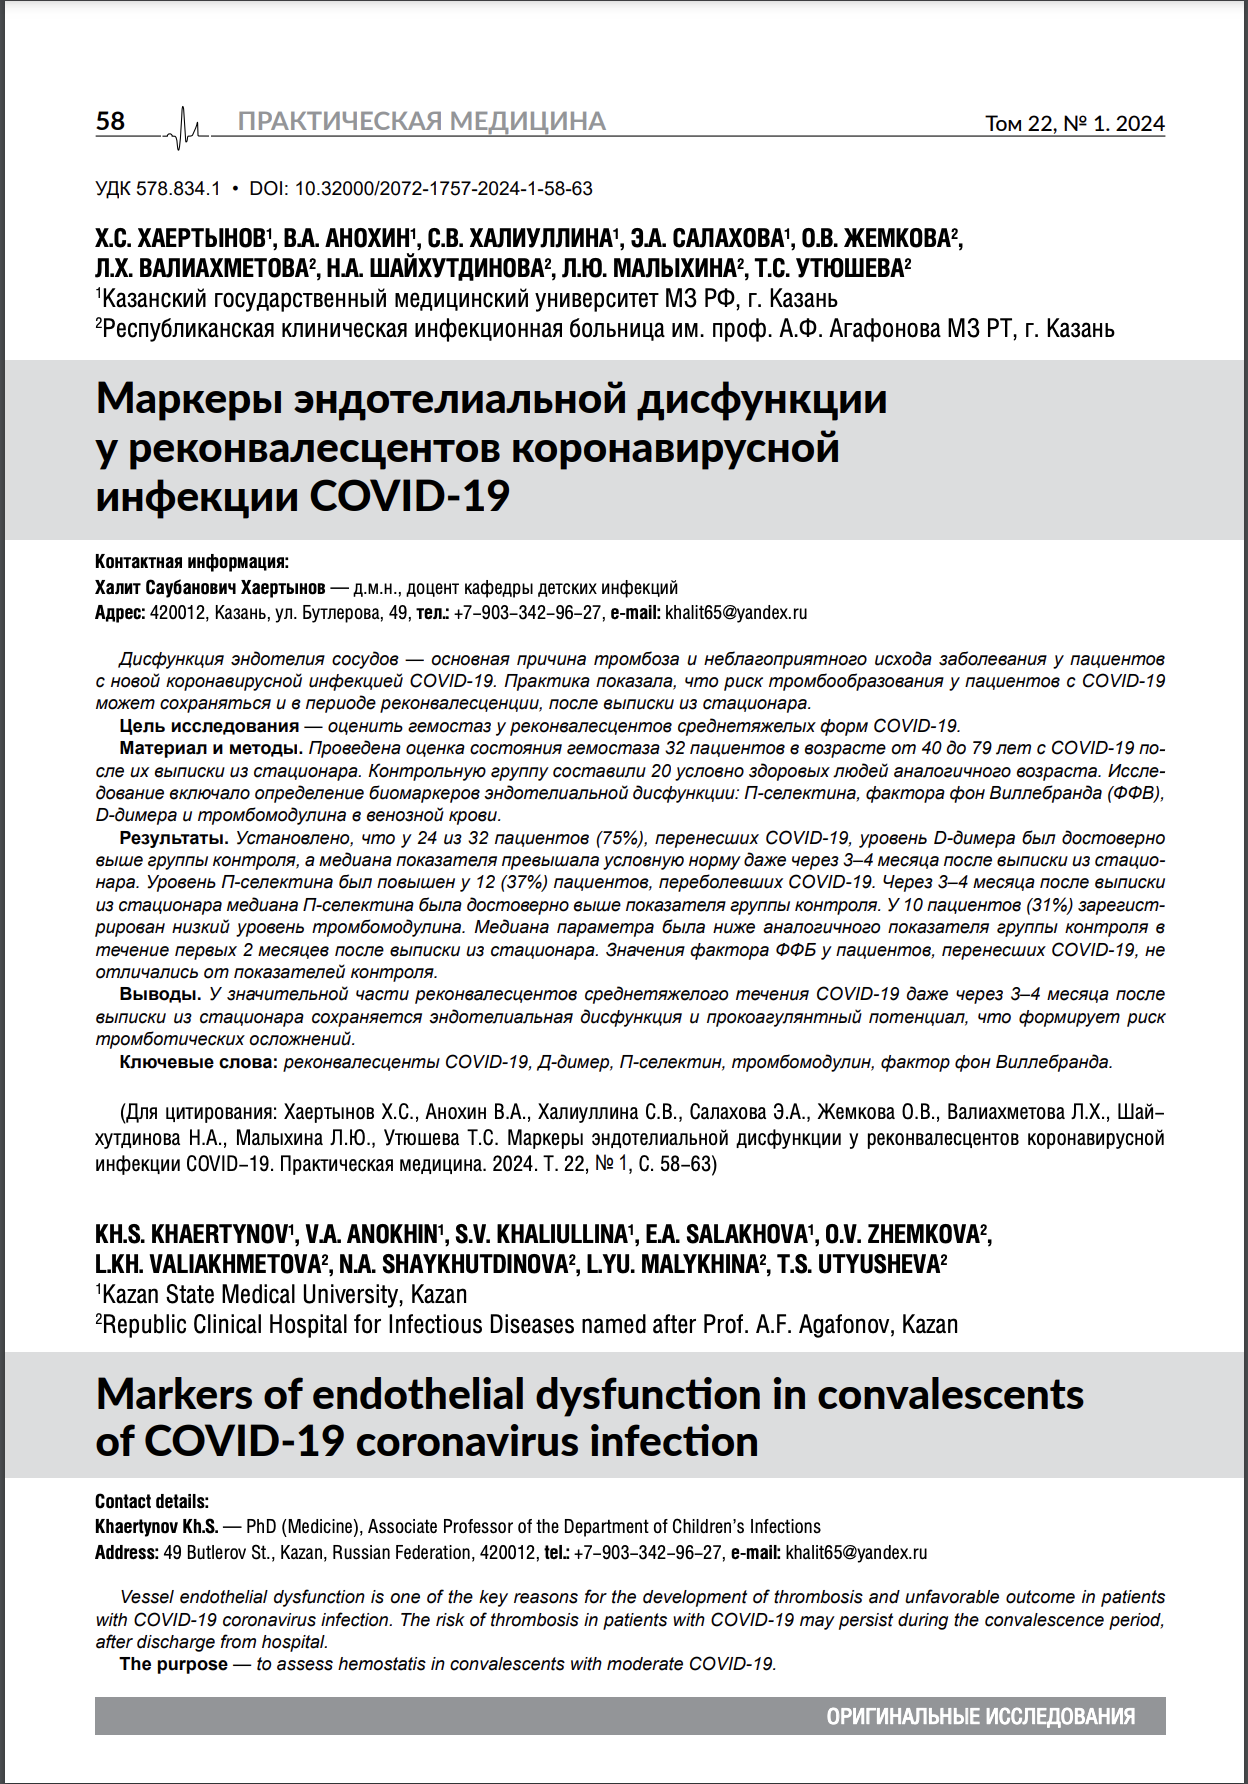 58 ПРАКТИЧЕСКАЯ МЕДИЦИНА Том 22, № 1. 2024
УДК 578.834.1 • DOI: 10.32000/2072-1757-2024-1-58-63
Х.С. ХАЕРТЫНОВ¹, В.А. АНОХИН¹, С.В. ХАЛИУЛЛИНА¹, Э.А. САЛАХОВА¹, О.В. ЖЕМКОВА²,
Л.Х. ВАЛИАХМЕТОВА², Н.А. ШАЙХУТДИНОВА², Л.Ю. МАЛЫХИНА², Т.С. УТЮШЕВА²
¹Казанский государственный медицинский университет МЗ РФ, г. Казань
²Республиканская клиническая инфекционная больница им. проф. А.Ф. Агафонова МЗ РТ, г. Казань
Маркеры эндотелиальной дисфункции
у реконвалесцентов коронавирусной
инфекции COVID-19
Контактная информация:
Халит Саубанович Хаертынов — д.м.н., доцент кафедры детских инфекций
Адрес: 420012, Казань, ул. Бутлерова, 49, тел.: +7-903-342-96-27, e-mail: khalit65@yandex.ru
Дисфункция эндотелия сосудов — основная причина тромбоза и неблагоприятного исхода заболевания у пациентов
с новой коронавирусной инфекцией COVID-19. Практика показала, что риск тромбообразования у пациентов с COVID-19
может сохраняться и в периоде реконвалесценции, после выписки из стационара.
Цель исследования — оценить гемостаз у реконвалесцентов среднетяжелых форм COVID-19.
Материал и методы. Проведена оценка состояния гемостаза 32 пациентов в возрасте от 40 до 79 лет с COVID-19 по-
сле их выписки из стационара. Контрольную группу составили 20 условно здоровых людей аналогичного возраста. Иссле-
дование включало определение биомаркеров эндотелиальной дисфункции: П-селектина, фактора фон Виллебранда (ФФВ),
D-димера и тромбомодулина в венозной крови.
Результаты. Установлено, что у 24 из 32 пациентов (75%), перенесших COVID-19, уровень D-димера был достоверно
выше группы контроля, а медиана показателя превышала условную норму даже через 3–4 месяца после выписки из стацио-
нара. Уровень П-селектина был повышен у 12 (37%) пациентов, переболевших COVID-19. Через 3–4 месяца после выписки
из стационара медиана П-селектина была достоверно выше показателя группы контроля. У 10 пациентов (31%) зарегист-
рирован низкий уровень тромбомодулина. Медиана параметра была ниже аналогичного показателя группы контроля в
течение первых 2 месяцев после выписки из стационара. Значения фактора ФФБ у пациентов, перенесших COVID-19, не
отличались от показателей контроля.
Выводы. У значительной части реконвалесцентов среднетяжелого течения COVID-19 даже через 3–4 месяца после
выписки из стационара сохраняется эндотелиальная дисфункция и прокоагулянтный потенциал, что формирует риск
тромботических осложнений.
Ключевые слова: реконвалесценты COVID-19, Д-димер, П-селектин, тромбомодулин, фактор фон Виллебранда.
(Для цитирования: Хаертынов Х.С., Анохин В.А., Халиуллина С.В., Салахова Э.А., Жемкова О.В., Валиахметова Л.Х., Шай-
хутдинова Н.А., Малыхина Л.Ю., Утюшева Т.С. Маркеры эндотелиальной дисфункции у реконвалесцентов коронавирусной
инфекции COVID-19. Практическая медицина. 2024. Т. 22, № 1, С. 58-63)
KH.S. KHAERTYNOV¹, V.A. ANOKHIN¹, S.V. KHALIULLINA¹, E.A. SALAKHOVA¹, O.V. ZHEMKOVA²,
L.KH. VALIAKHMETOVA², N.A. SHAYKHUTDINOVA², L.YU. MALYKHINA², T.S. UTYUSHEVA²
¹Kazan State Medical University, Kazan
²Republic Clinical Hospital for Infectious Diseases named after Prof. A.F. Agafonov, Kazan
Markers of endothelial dysfunction in convalescents
of COVID-19 coronavirus infection
Contact details:
Khaertynov Kh.S. — PhD (Medicine), Associate Professor of the Department of Children's Infections
Address: 49 Butlerov St., Kazan, Russian Federation, 420012, tel.: +7-903-342-96-27, e-mail: khalit65@yandex.ru
Vessel endothelial dysfunction is one of the key reasons for the development of thrombosis and unfavorable outcome in patients
with COVID-19 coronavirus infection. The risk of thrombosis in patients with COVID-19 may persist during the convalescence period,
after discharge from hospital.
The purpose — to assess hemostatis in convalescents with moderate COVID-19.
ОРИГИНАЛЬНЫЕ ИССЛЕДОВАНИЯ